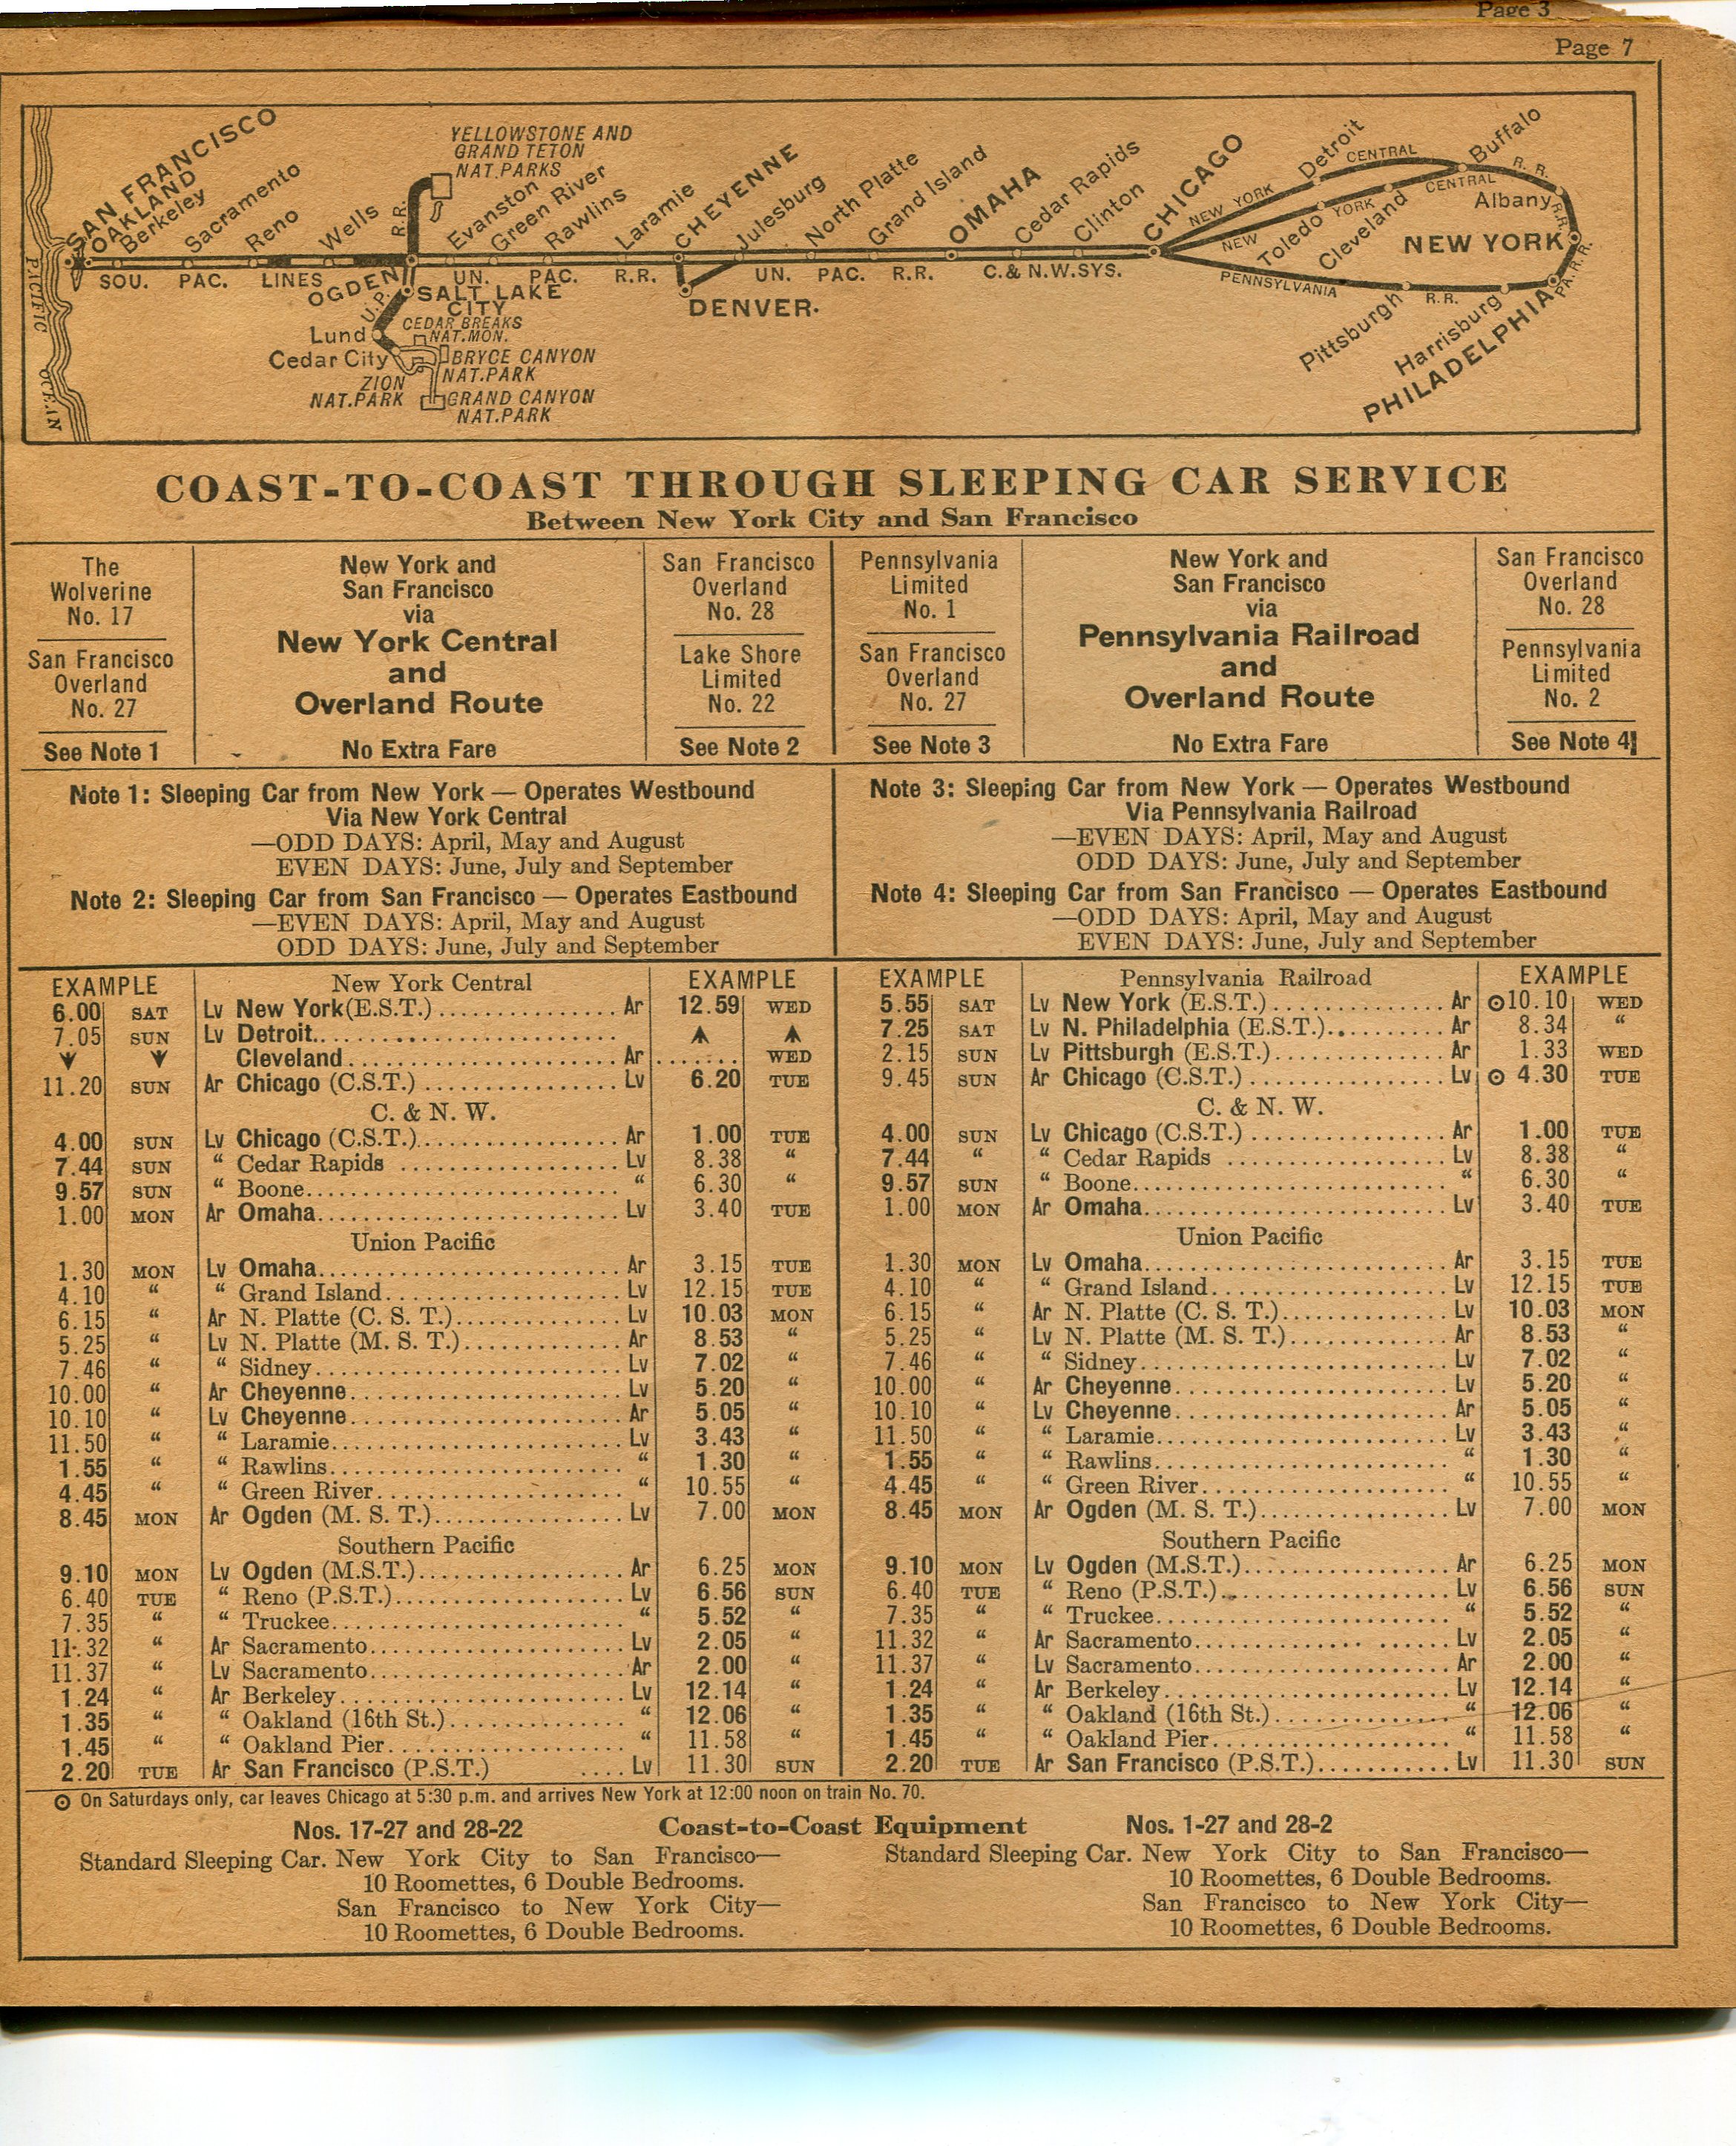 Page 3
Page 7
SAN FRANCISCO
OAKLAND
Berkeley
Sacramento
Reno
Wells
R.R.
YELLOWSTONE AND
GRAND TETON
NAT. PARKS
Evanston
Green River
Rawlins
Laramie
CHEYENNE
Julesburg
North Platte
Grand Island
OMAHA
Cedar Rapids
Clinton
CHICAGO
NEW YORK
Detroit
CENTRAL
Buffalo
R. R.
NEW
Toledo
YORK
Cleveland
CENTRAL
Albany
R.R.
NEW YORK
PA. R.R.
PENNSYLVANIA
R.R.
Pittsburgh
Harrisburg
PHILADELPHIA
PACIFIC OCEAN
SOU. PAC. LINES
OGDEN
UN. PAC. R.R.
UN. PAC. R.R.
C. & N.W. SYS.
U.P.
SALT LAKE
CITY
DENVER.
Lund
CEDAR BREAKS
NAT. MON.
Cedar City
BRYCE CANYON
NAT. PARK
ZION
NAT. PARK
GRAND CANYON
NAT. PARK
COAST-TO-COAST THROUGH SLEEPING CAR SERVICE
Between New York City and San Francisco
The
Wolverine
No. 17
San Francisco
Overland
No. 27
See Note 1
New York and
San Francisco
via
New York Central
and
Overland Route
No Extra Fare
San Francisco
Overland
No. 28
Lake Shore
Limited
No. 22
See Note 2
Pennsylvania
Limited
No. 1
San Francisco
Overland
No. 27
See Note 3
New York and
San Francisco
via
Pennsylvania Railroad
and
Overland Route
No Extra Fare
San Francisco
Overland
No. 28
Pennsylvania
Limited
No. 2
See Note 4
Note 1: Sleeping Car from New York — Operates Westbound
Via New York Central
—ODD DAYS: April, May and August
EVEN DAYS: June, July and September
Note 2: Sleeping Car from San Francisco — Operates Eastbound
—EVEN DAYS: April, May and August
ODD DAYS: June, July and September
Note 3: Sleeping Car from New York — Operates Westbound
Via Pennsylvania Railroad
—EVEN DAYS: April, May and August
ODD DAYS: June, July and September
Note 4: Sleeping Car from San Francisco — Operates Eastbound
—ODD DAYS: April, May and August
EVEN DAYS: June, July and September
EXAMPLE New York Central EXAMPLE
6.00 SAT Lv New York(E.S.T.) Ar 12.59 WED
7.05 SUN Lv Detroit
Cleveland Ar WED
11.20 SUN Ar Chicago (C.S.T.) Lv 6.20 TUE
C. & N. W.
4.00 SUN Lv Chicago (C.S.T.) Ar 1.00 TUE
7.44 SUN “ Cedar Rapids Lv 8.38 “
9.57 SUN “ Boone “ 6.30 “
1.00 MON Ar Omaha Lv 3.40 TUE
Union Pacific
1.30 MON Lv Omaha Ar 3.15 TUE
4.10 “ “ Grand Island Lv 12.15 TUE
6.15 “ Ar N. Platte (C. S. T.) Lv 10.03 MON
5.25 “ Lv N. Platte (M. S. T.) Ar 8.53 “
7.46 “ “ Sidney Lv 7.02 “
10.00 “ Ar Cheyenne Lv 5.20 “
10.10 “ Lv Cheyenne Ar 5.05 “
11.50 “ “ Laramie Lv 3.43 “
1.55 “ “ Rawlins “ 1.30 “
4.45 “ “ Green River “ 10.55 “
8.45 MON Ar Ogden (M. S. T.) Lv 7.00 MON
Southern Pacific
9.10 MON Lv Ogden (M.S.T.) Ar 6.25 MON
6.40 TUE “ Reno (P.S.T.) Lv 6.56 SUN
7.35 “ “ Truckee “ 5.52 “
11.32 “ Ar Sacramento Lv 2.05 “
11.37 “ Lv Sacramento Ar 2.00 “
1.24 “ Ar Berkeley Lv 12.14 “
1.35 “ “ Oakland (16th St.) “ 12.06 “
1.45 “ “ Oakland Pier “ 11.58 “
2.20 TUE Ar San Francisco (P.S.T.) Lv 11.30 SUN
EXAMPLE Pennsylvania Railroad EXAMPLE
5.55 SAT Lv New York (E.S.T.) Ar ⊙10.10 WED
7.25 SAT Lv N. Philadelphia (E.S.T.) Ar 8.34 “
2.15 SUN Lv Pittsburgh (E.S.T.) Ar 1.33 WED
9.45 SUN Ar Chicago (C.S.T.) Lv ⊙ 4.30 TUE
C. & N. W.
4.00 SUN Lv Chicago (C.S.T.) Ar 1.00 TUE
7.44 “ “ Cedar Rapids Lv 8.38 “
9.57 SUN “ Boone “ 6.30 “
1.00 MON Ar Omaha Lv 3.40 TUE
Union Pacific
1.30 MON Lv Omaha Ar 3.15 TUE
4.10 “ “ Grand Island Lv 12.15 TUE
6.15 “ Ar N. Platte (C. S. T.) Lv 10.03 MON
5.25 “ Lv N. Platte (M. S. T.) Ar 8.53 “
7.46 “ “ Sidney Lv 7.02 “
10.00 “ Ar Cheyenne Lv 5.20 “
10.10 “ Lv Cheyenne Ar 5.05 “
11.50 “ “ Laramie Lv 3.43 “
1.55 “ “ Rawlins “ 1.30 “
4.45 “ “ Green River “ 10.55 “
8.45 MON Ar Ogden (M. S. T.) Lv 7.00 MON
Southern Pacific
9.10 MON Lv Ogden (M.S.T.) Ar 6.25 MON
6.40 TUE “ Reno (P.S.T.) Lv 6.56 SUN
7.35 “ “ Truckee “ 5.52 “
11.32 “ Ar Sacramento Lv 2.05 “
11.37 “ Lv Sacramento Ar 2.00 “
1.24 “ Ar Berkeley Lv 12.14 “
1.35 “ “ Oakland (16th St.) “ 12.06 “
1.45 “ “ Oakland Pier “ 11.58 “
2.20 TUE Ar San Francisco (P.S.T.) Lv 11.30 SUN
⊙ On Saturdays only, car leaves Chicago at 5:30 p.m. and arrives New York at 12:00 noon on train No. 70.
Nos. 17-27 and 28-22 Coast-to-Coast Equipment Nos. 1-27 and 28-2
Standard Sleeping Car. New York City to San Francisco—
10 Roomettes, 6 Double Bedrooms.
San Francisco to New York City—
10 Roomettes, 6 Double Bedrooms.
Standard Sleeping Car. New York City to San Francisco—
10 Roomettes, 6 Double Bedrooms.
San Francisco to New York City—
10 Roomettes, 6 Double Bedrooms.